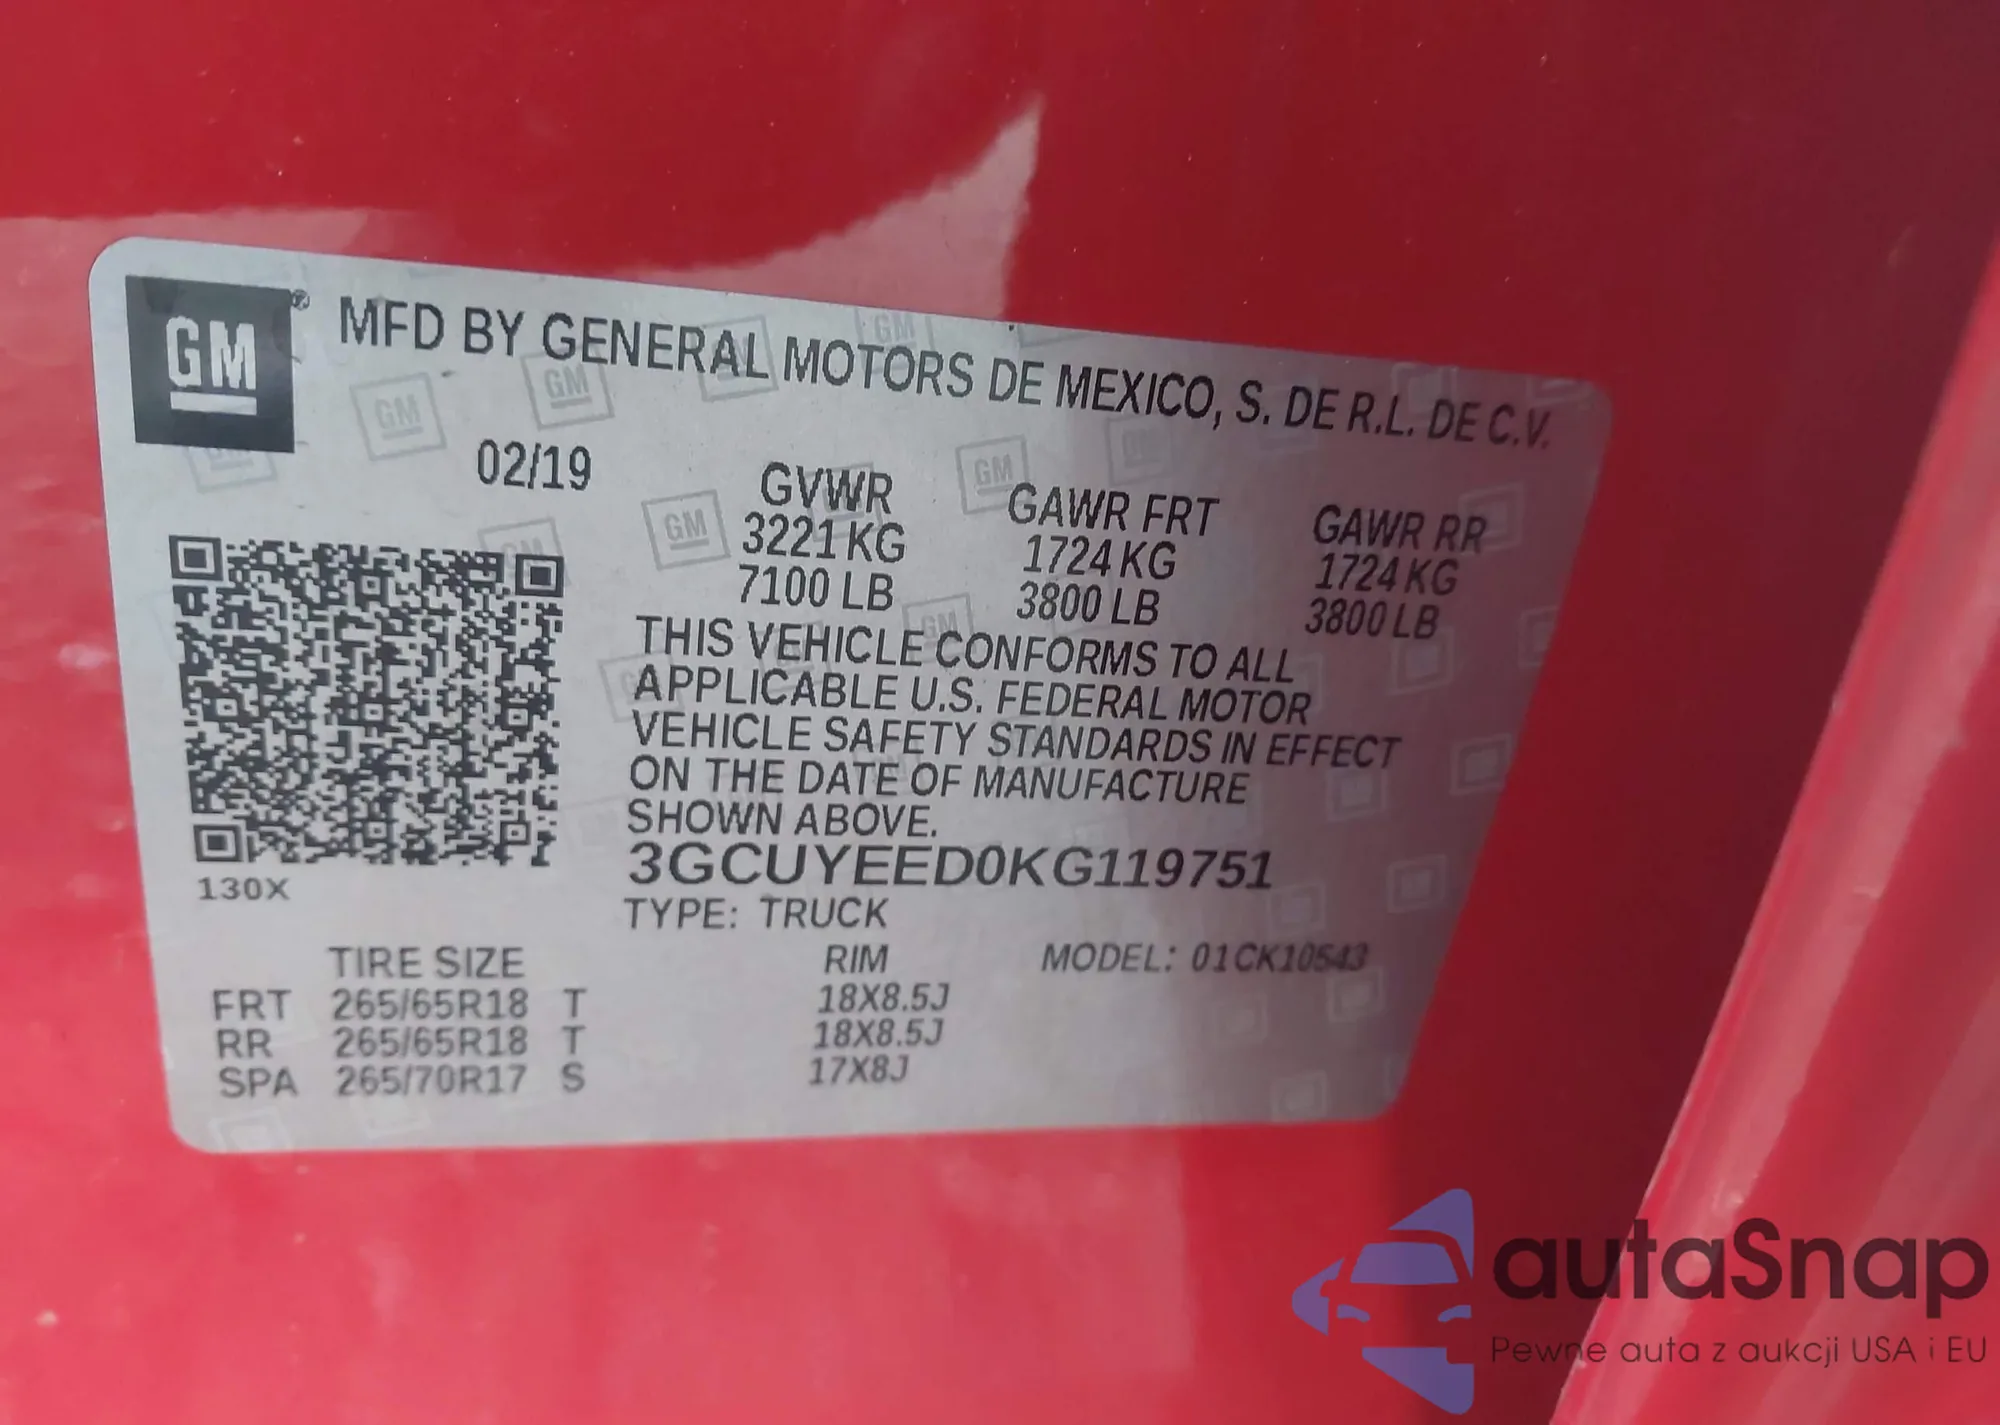 GM ® MFD BY GENERAL MOTORS DE MEXICO, S. DE R.L. DE C.V.
02/19
GVWR GAWR FRT GAWR RR
3221 KG 1724 KG 1724 KG
7100 LB 3800 LB 3800 LB
THIS VEHICLE CONFORMS TO ALL
APPLICABLE U.S. FEDERAL MOTOR
VEHICLE SAFETY STANDARDS IN EFFECT
ON THE DATE OF MANUFACTURE
SHOWN ABOVE.
3GCUYEED0KG119751
130X
TYPE: TRUCK
TIRE SIZE RIM MODEL: 01CK10543
FRT 265/65R18 T 18X8.5J
RR 265/65R18 T 18X8.5J
SPA 265/70R17 S 17X8J
autaSnap
Pewne auta z aukcji USA i EU